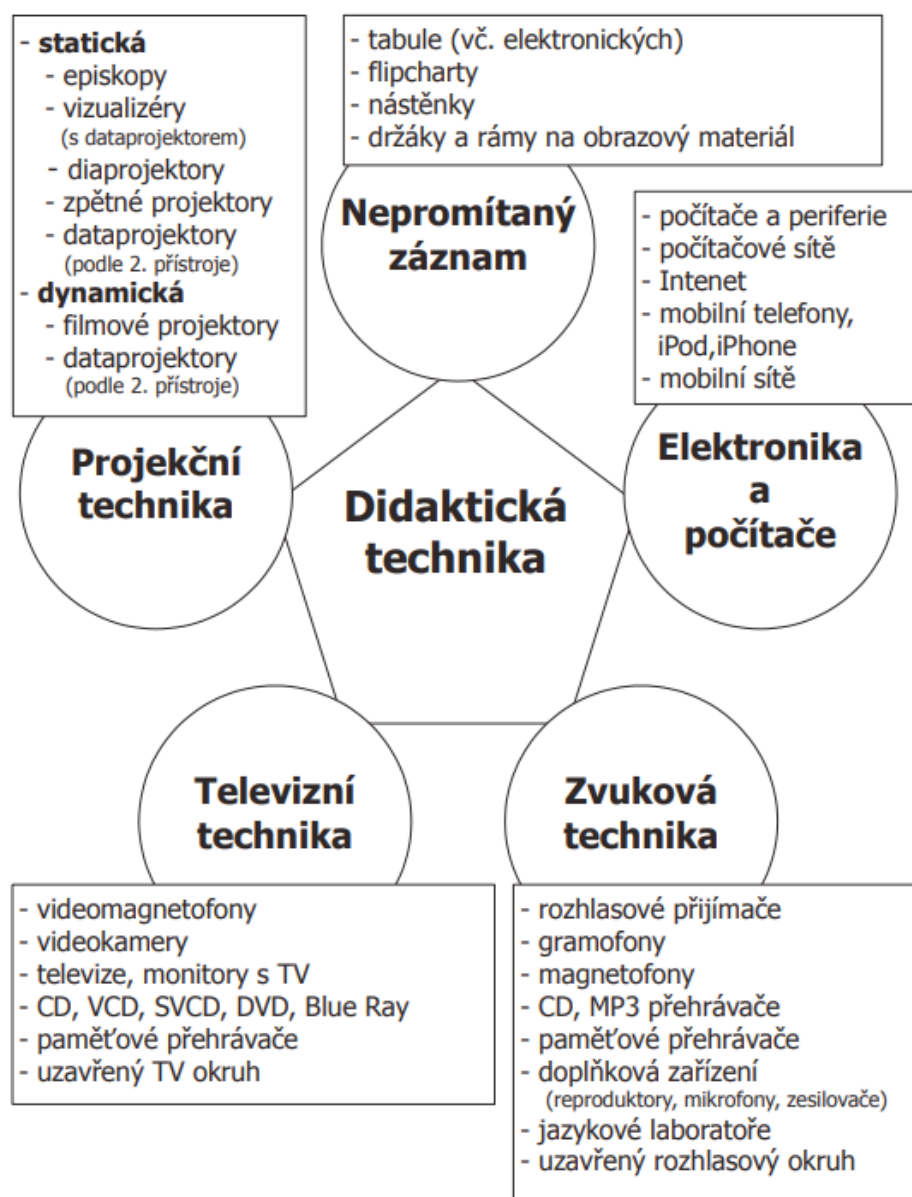 - statická
- episkopy
- vizualizéry
(s dataprojektorem)
- diaprojektory
- zpětné projektory
- dataprojektory
(podle 2. přístroje)
- dynamická
- filmové projektory
- dataprojektory
(podle 2. přístroje)
Projekční
technika
- tabule (vč. elektronických)
- flipcharty
- nástěnky
- držáky a rámy na obrazový materiál
Nepromítaný
záznam
- počítače a periferie
- počítačové sítě
- Intenet
- mobilní telefony,
iPod,iPhone
- mobilní sítě
Elektronika
a
počítače
Didaktická
technika
Televizní
technika
- videomagnetofony
- videokamery
- televize, monitory s TV
- CD, VCD, SVCD, DVD, Blue Ray
- paměťové přehrávače
- uzavřený TV okruh
Zvuková
technika
- rozhlasové přijímače
- gramofony
- magnetofony
- CD, MP3 přehrávače
- paměťové přehrávače
- doplňková zařízení
(reproduktory, mikrofony, zesilovače)
- jazykové laboratoře
- uzavřený rozhlasový okruh